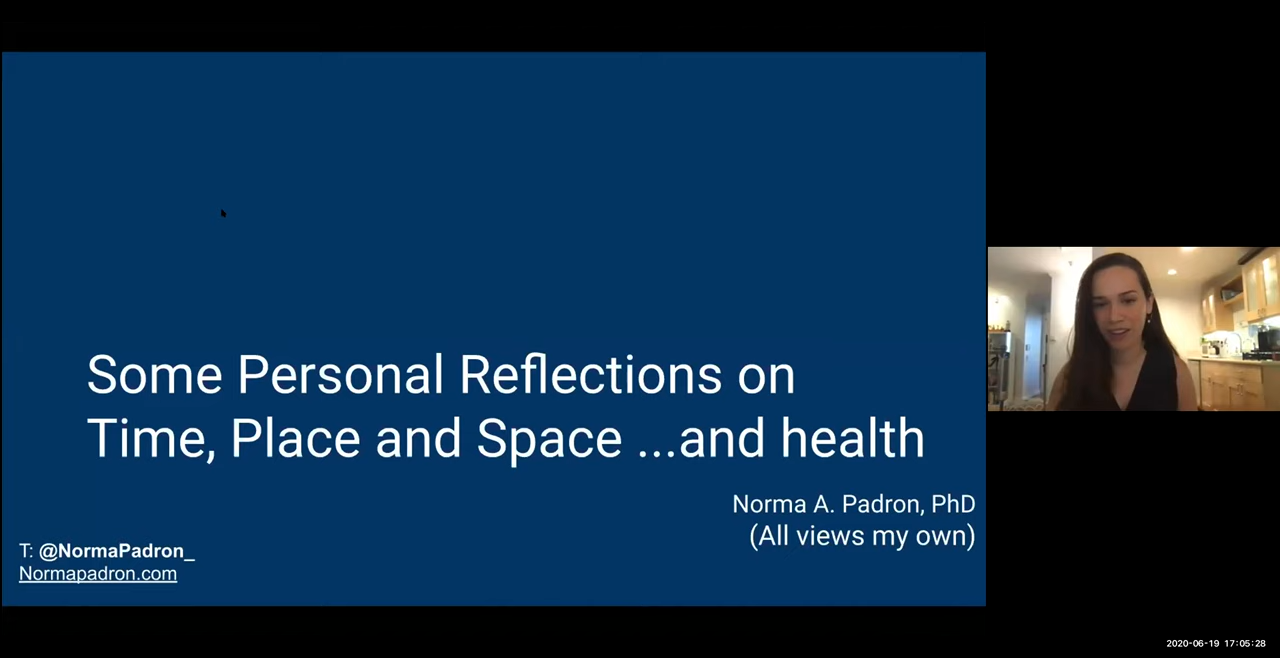 Some Personal Reflections on
Time, Place and Space ...and health
Norma A. Padron, PhD
(All views my own)
T: @NormaPadron_
Normapadron.com
2020-06-19 17:05:28